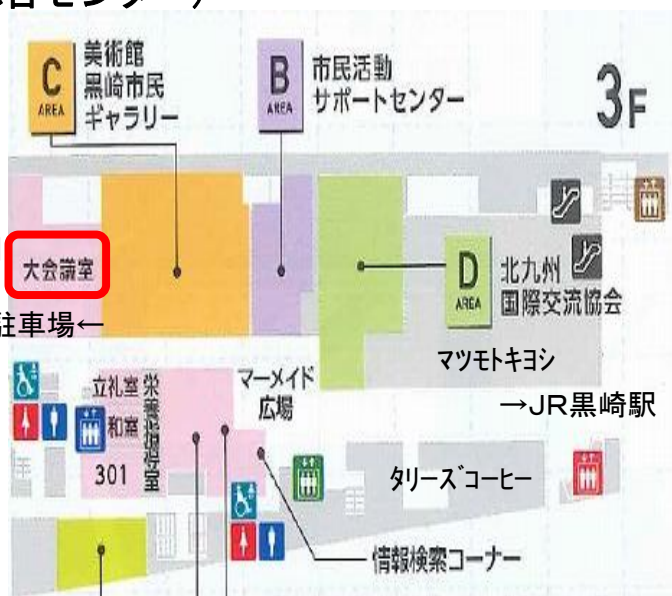 合センター）
C
AREA
美術館
黒崎市民
ギャラリー
B
AREA
市民活動
サポートセンター
3F
大会議室
D
AREA
北九州
国際交流協会
駐車場←
マツモトキヨシ
→JR黒崎駅
立礼室
和室
301
栄養指導室
マーメイド
広場
タリーズコーヒー
情報検索コーナー